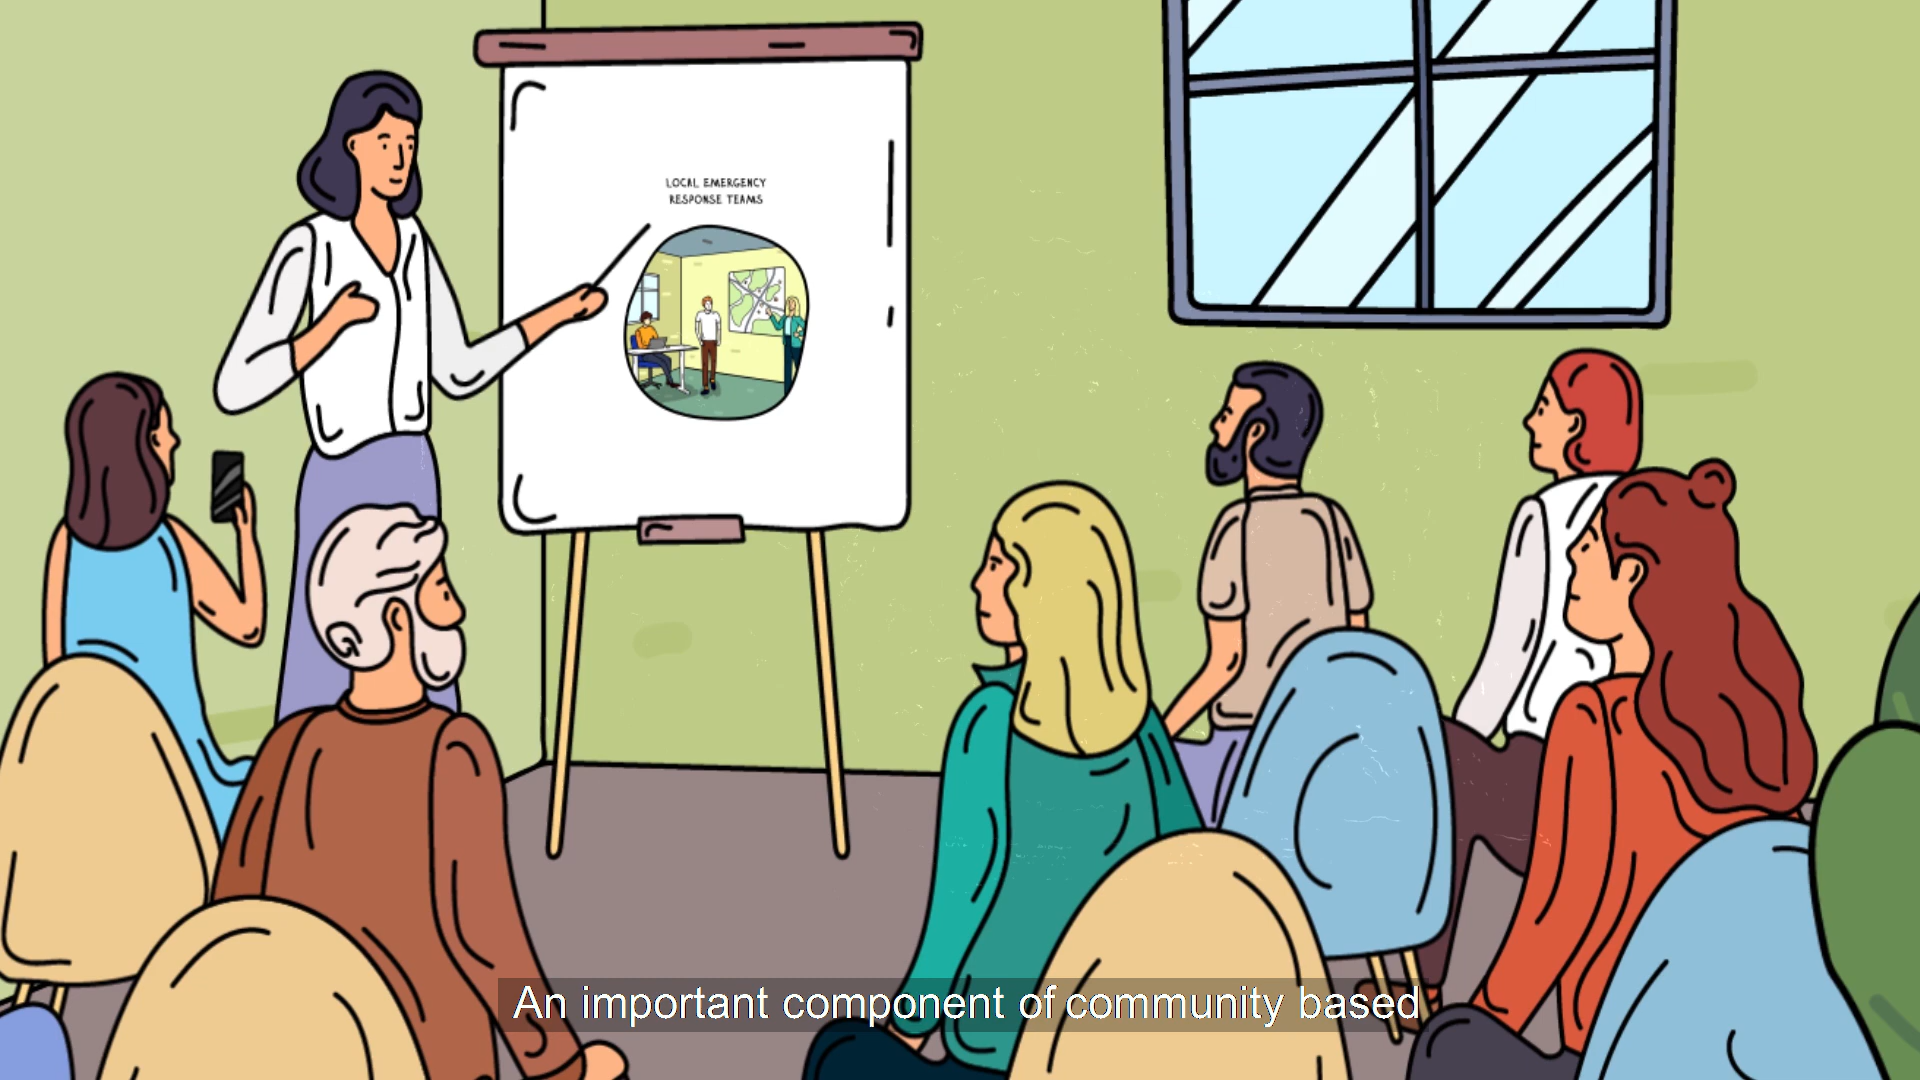 LOCAL EMERGENCY
RESPONSE TEAMS
An important component of community based